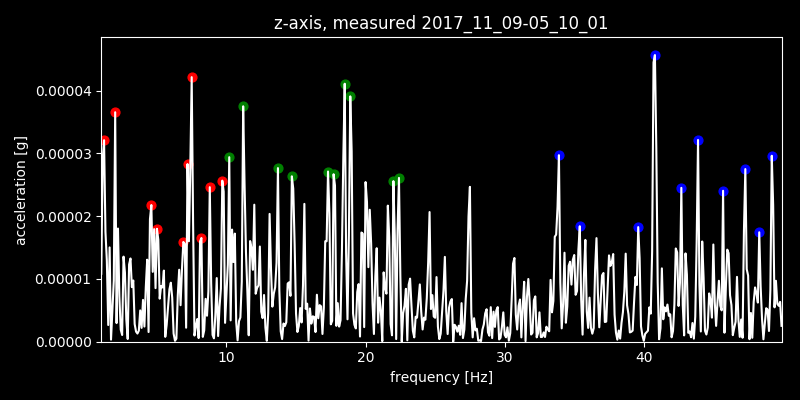 z-axis, measured 2017_11_09-05_10_01
acceleration [g]
0.00004
0.00003
0.00002
0.00001
0.00000
10 20 30 40
frequency [Hz]